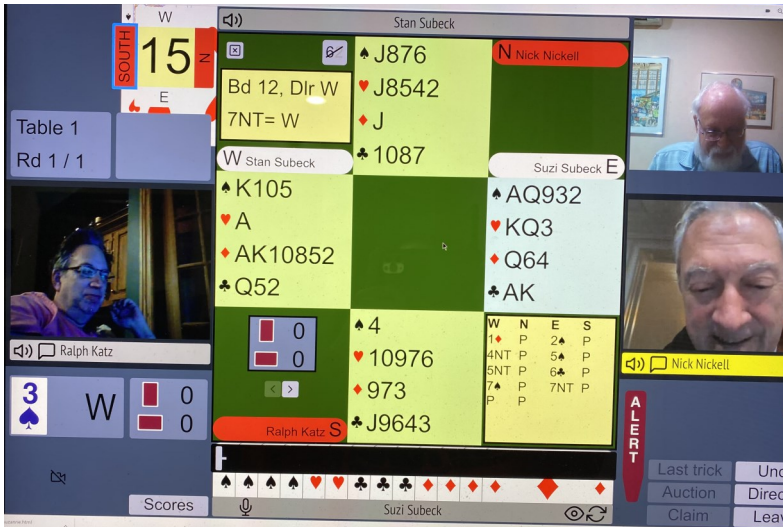 Stan Subeck
W
SOUTH 15 N
E
Table 1
Rd 1 / 1
6
Bd 12, Dlr W
7NT= W
♠ J876
♥ J8542
♦ J
♣ 1087
N Nick Nickell
W Stan Subeck
Suzi Subeck E
♠ K105
♥ A
♦ AK10852
♣ Q52
♠ AQ932
♥ KQ3
♦ Q64
♣ AK
0
0
♠ 4
♥ 10976
♦ 973
♣ J9643
W N E S
1♦ P 2♠ P
4NT P 5♠ P
5NT P 6♣ P
7♠ P 7NT P
P P
Ralph Katz S
Ralph Katz
Nick Nickell
3♠ W
0
0
ALERT
Last trick
Auction
Claim
Scores
Suzi Subeck